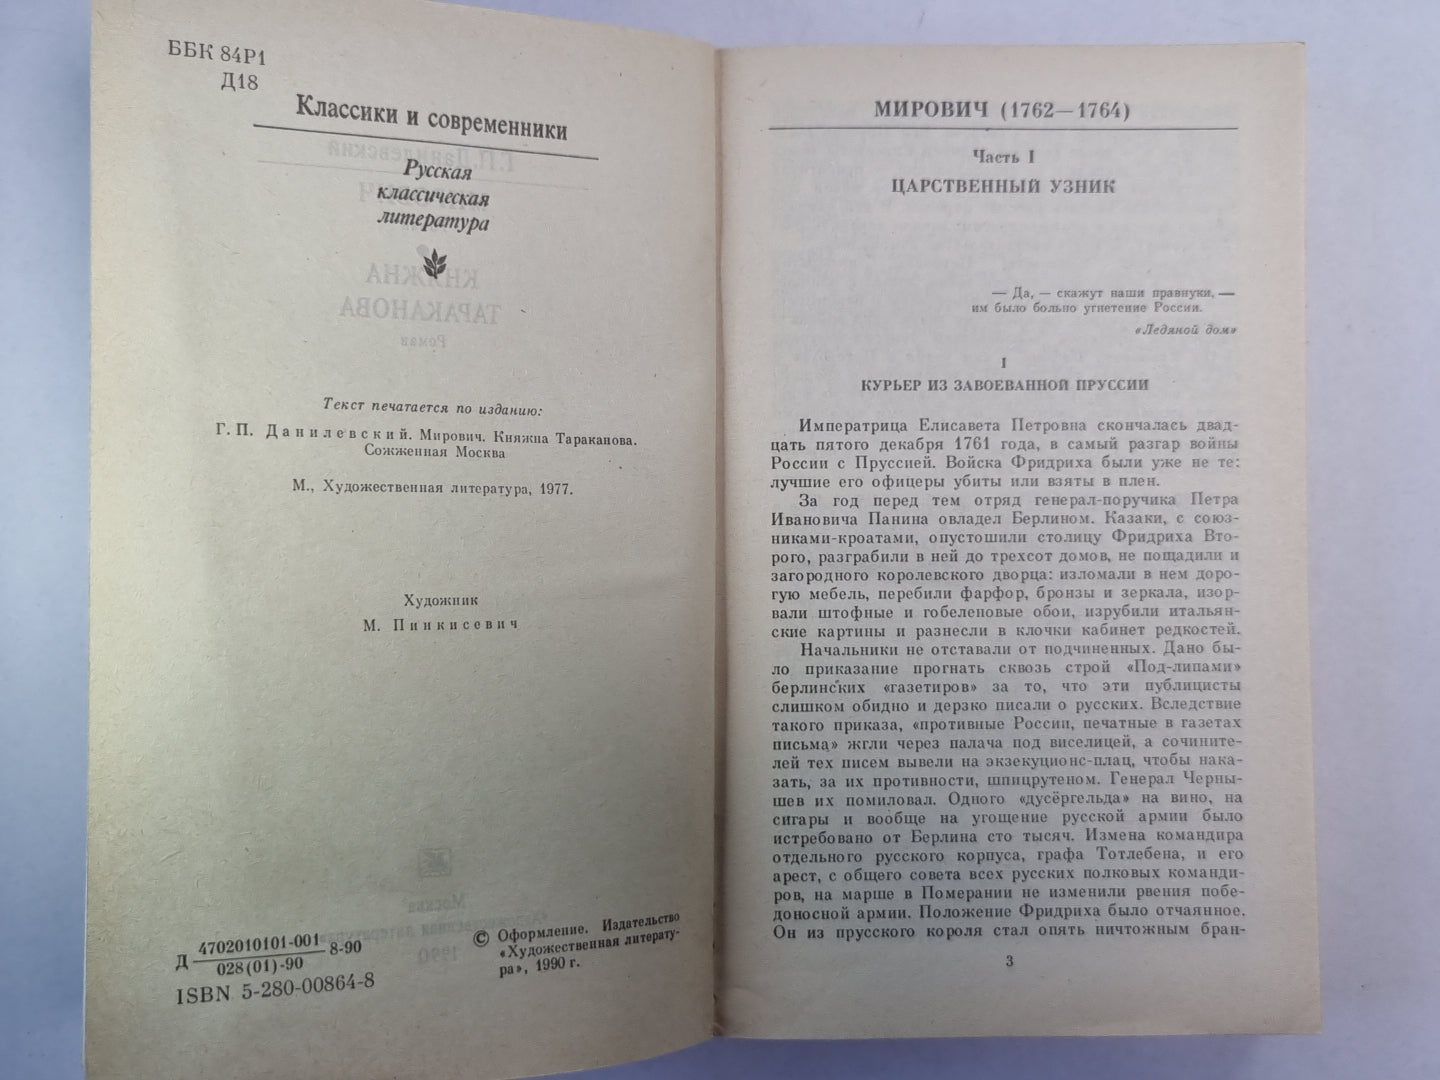 ББК 84Р1
Д18
Классики и современники
Русская
классическая
литература
Текст печатается по изданию:
Г. П. Данилевский. Мирович. Княжна Тараканова.
Сожженная Москва
М., Художественная литература, 1977.
Художник
М. Пинкисевич
Д 4702010101-001 8-90
028(01)-90
ISBN 5-280-00864-8
© Оформление. Издательство
«Художественная литерату-
ра», 1990 г.
МИРОВИЧ (1762—1764)
Часть I
ЦАРСТВЕННЫЙ УЗНИК
— Да, — скажут наши правнуки, —
им было больно угнетение России.
«Ледяной дом»
I
КУРЬЕР ИЗ ЗАВОЕВАННОЙ ПРУССИИ
Императрица Елисавета Петровна скончалась двад-
цать пятого декабря 1761 года, в самый разгар войны
России с Пруссией. Войска Фридриха были уже не те:
лучшие его офицеры убиты или взяты в плен.
За год перед тем отряд генерал-поручика Петра
Ивановича Панина овладел Берлином. Казаки, с союз-
никами-кроатами, опустошили столицу Фридриха Вто-
рого, разграбили в ней до трехсот домов, не пощадили и
загородного королевского дворца: изломали в нем доро-
гую мебель, перебили фарфор, бронзы и зеркала, изор-
вали штофные и гобеленовые обои, изрубили итальян-
ские картины и разнесли в клочки кабинет редкостей.
Начальники не отставали от подчиненных. Дано бы-
ло приказание прогнать сквозь строй «Под-липами»
берлинских «газетиров» за то, что эти публицисты
слишком обидно и дерзко писали о русских. Вследствие
такого приказа, «противные России, печатные в газетах
письма» жгли через палача под виселицей, а сочините-
лей тех писем вывели на экзекуционс-плац, чтобы нака-
зать, за их противности, шпицрутеном. Генерал Черны-
шев их помиловал. Одного «дусёргельда» на вино, на
сигары и вообще на угощение русской армии было
истребовано от Берлина сто тысяч. Измена командира
отдельного русского корпуса, графа Тотлебена, и его
арест, с общего совета всех русских полковых команди-
ров, на марше в Померании не изменили рвения побе-
доносной армии. Положение Фридриха было отчаянное.
Он из прусского короля стал опять ничтожным бран-
3